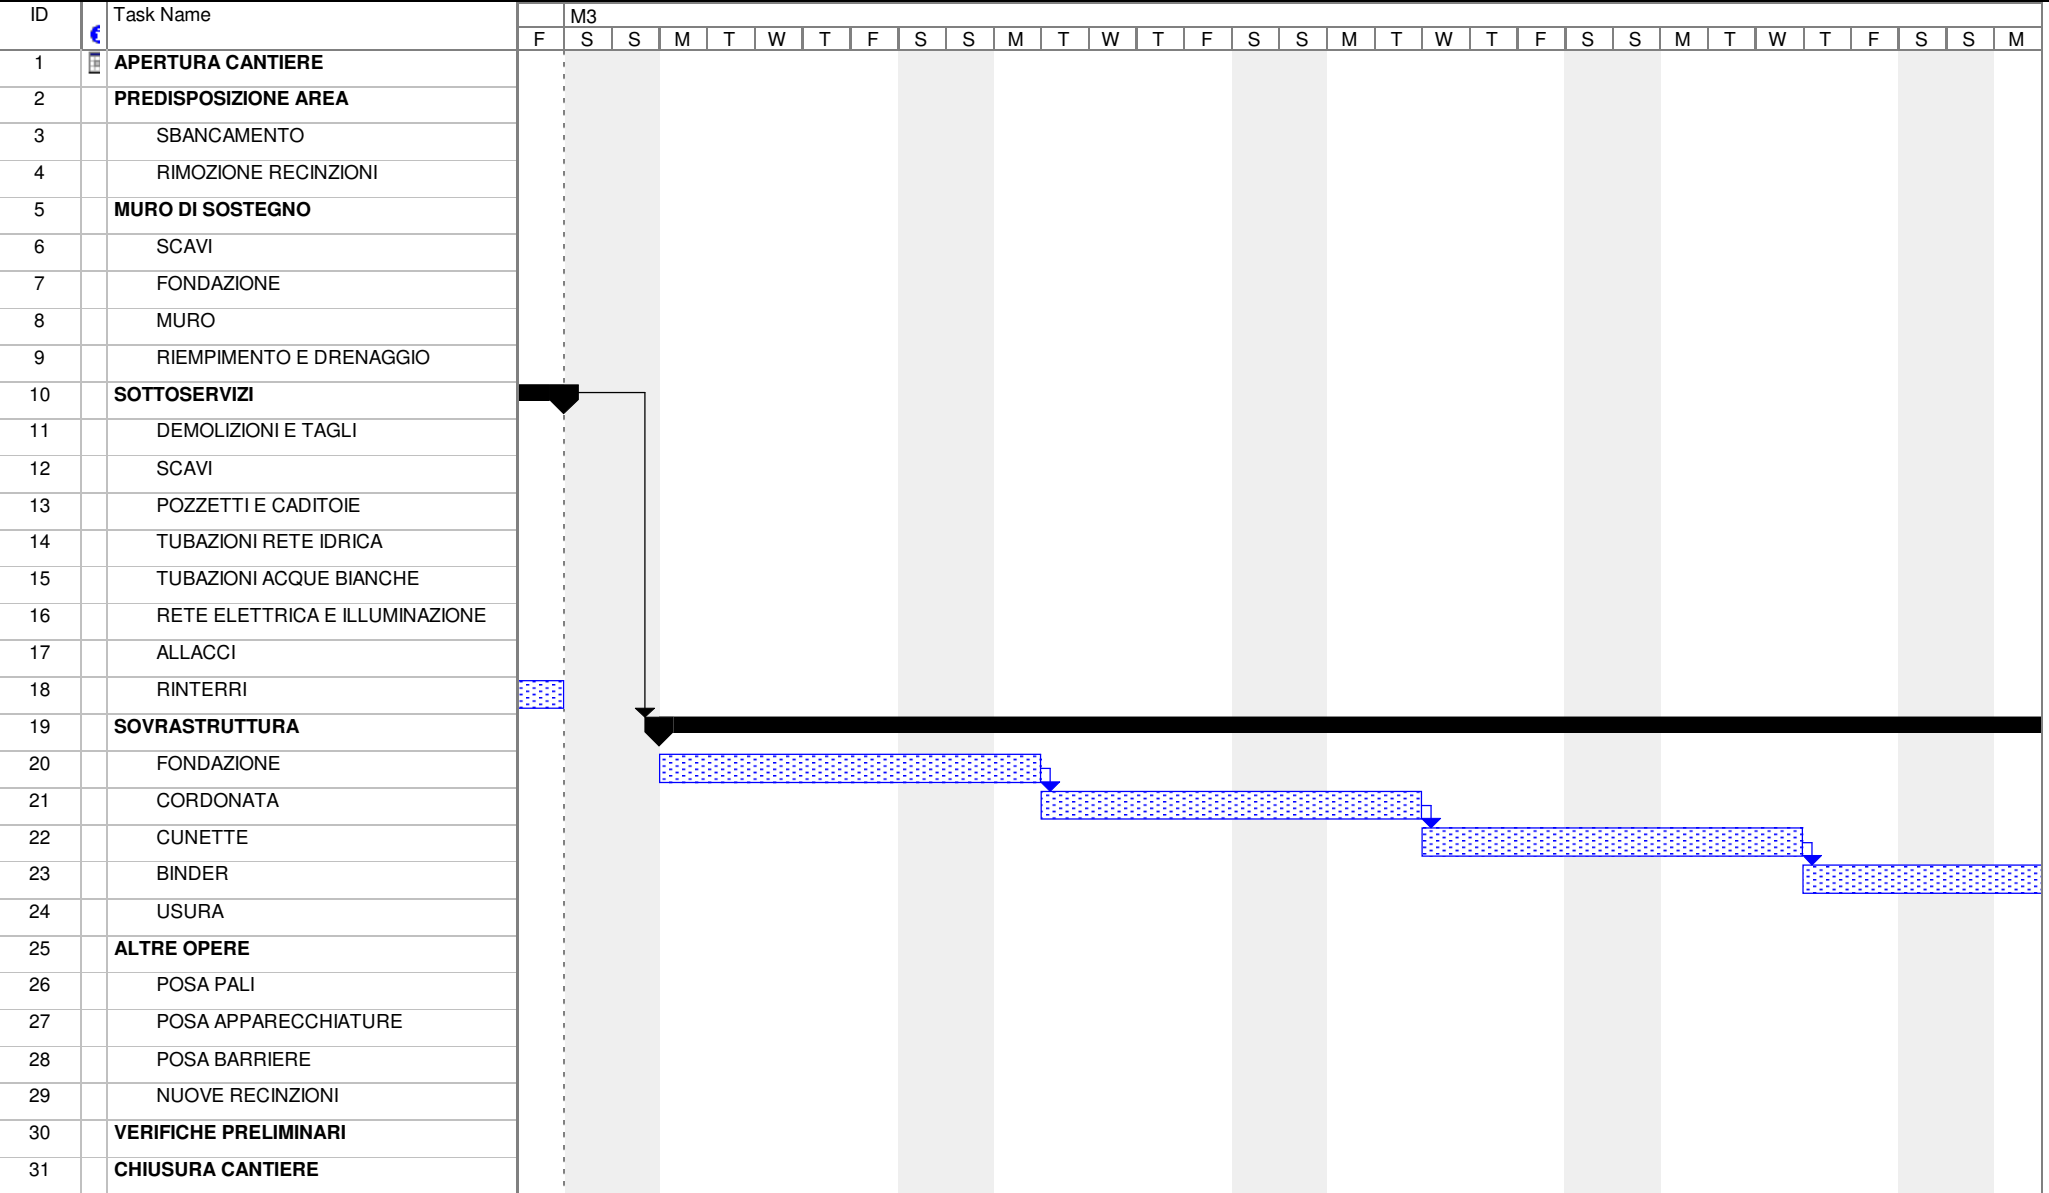 ID Task Name M3
F S S M T W T F S S M T W T F S S M T W T F S S M T W T F S S M
1 APERTURA CANTIERE
2 PREDISPOSIZIONE AREA
3 SBANCAMENTO
4 RIMOZIONE RECINZIONI
5 MURO DI SOSTEGNO
6 SCAVI
7 FONDAZIONE
8 MURO
9 RIEMPIMENTO E DRENAGGIO
10 SOTTOSERVIZI
11 DEMOLIZIONI E TAGLI
12 SCAVI
13 POZZETTI E CADITOIE
14 TUBAZIONI RETE IDRICA
15 TUBAZIONI ACQUE BIANCHE
16 RETE ELETTRICA E ILLUMINAZIONE
17 ALLACCI
18 RINTERRI
19 SOVRASTRUTTURA
20 FONDAZIONE
21 CORDONATA
22 CUNETTE
23 BINDER
24 USURA
25 ALTRE OPERE
26 POSA PALI
27 POSA APPARECCHIATURE
28 POSA BARRIERE
29 NUOVE RECINZIONI
30 VERIFICHE PRELIMINARI
31 CHIUSURA CANTIERE